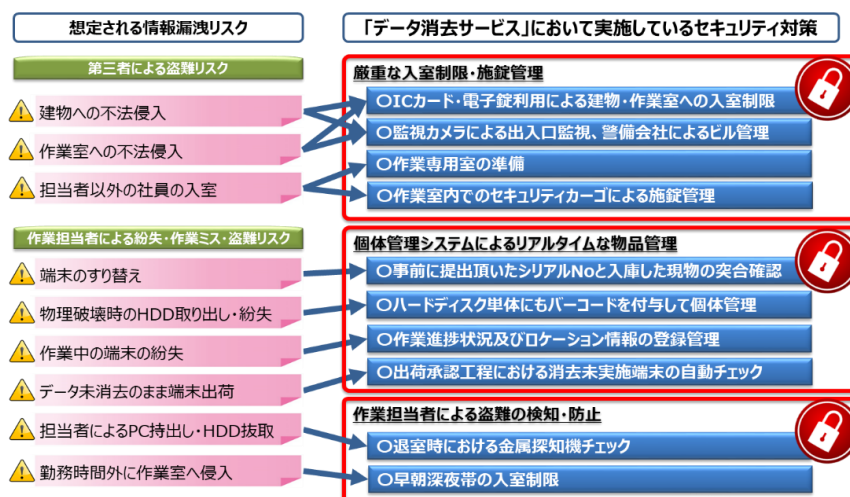 想定される情報漏洩リスク
「データ消去サービス」において実施しているセキュリティ対策
第三者による盗難リスク
建物への不法侵入
作業室への不法侵入
担当者以外の社員の入室
厳重な入室制限・施錠管理
○ICカード・電子錠利用による建物・作業室への入室制限
○監視カメラによる出入口監視、警備会社によるビル管理
○作業専用室の準備
○作業室内でのセキュリティカーゴによる施錠管理
作業担当者による紛失・作業ミス・盗難リスク
端末のすり替え
物理破壊時のHDD取り出し・紛失
作業中の端末の紛失
データ未消去のまま端末出荷
担当者によるPC持出し・HDD抜取
勤務時間外に作業室へ侵入
個体管理システムによるリアルタイムな物品管理
○事前に提出頂いたシリアルNoと入庫した現物の突合確認
○ハードディスク単体にもバーコードを付与して個体管理
○作業進捗状況及びロケーション情報の登録管理
○出荷承認工程における消去未実施端末の自動チェック
作業担当者による盗難の検知・防止
○退室時における金属探知機チェック
○早朝深夜帯の入室制限